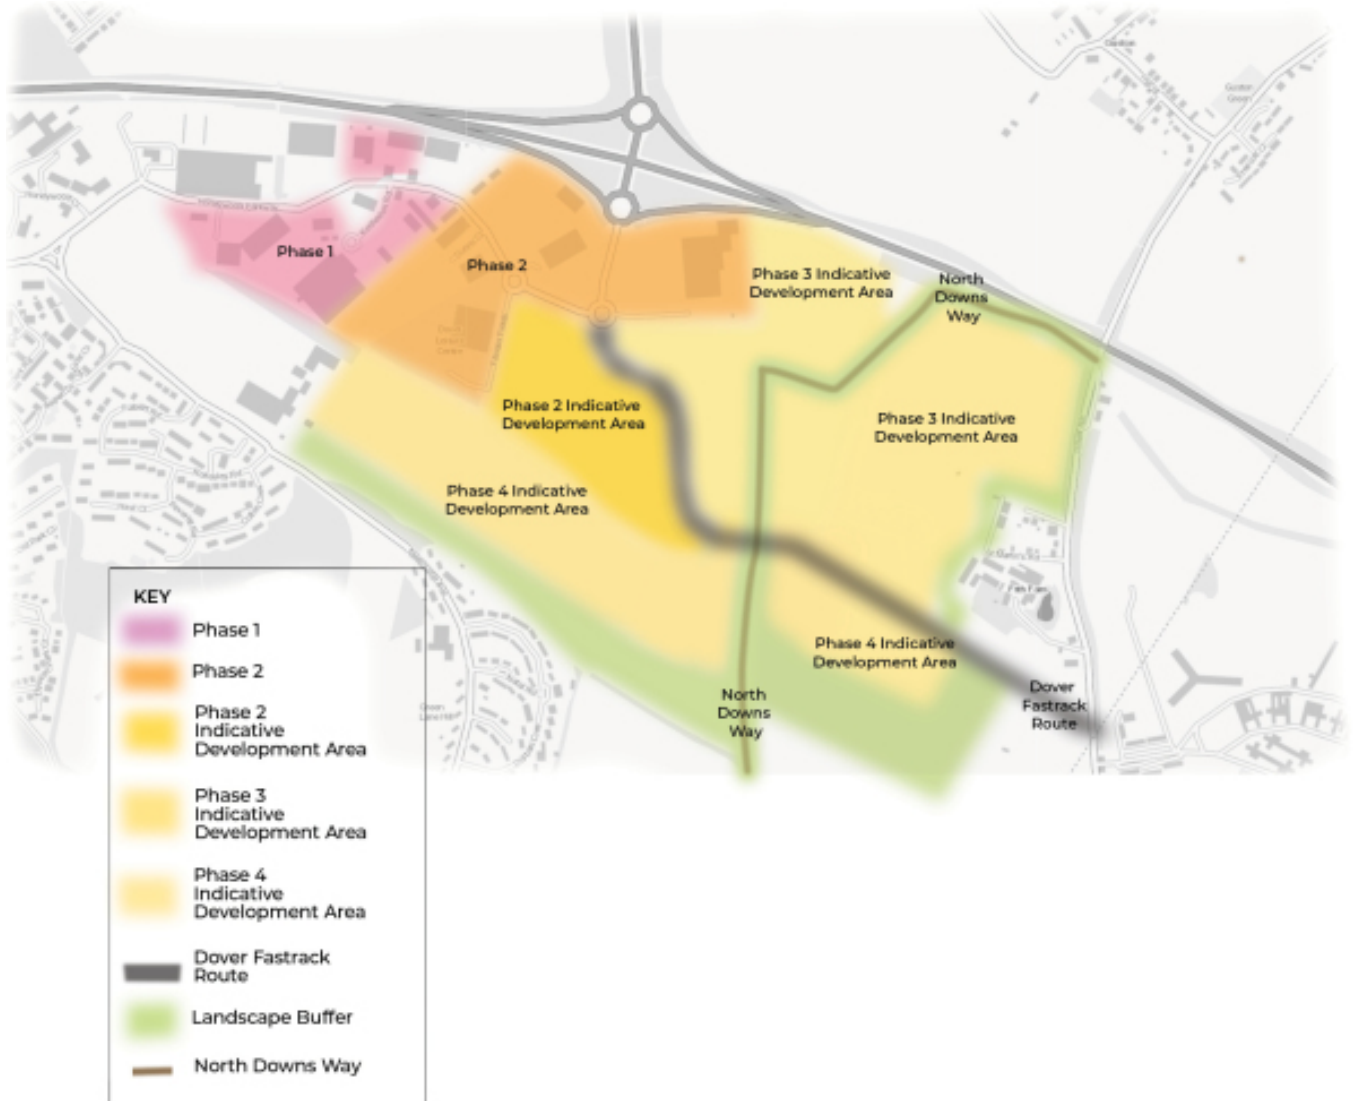 Phase 1
Phase 2
Phase 3 Indicative
Development Area
North
Downs
Way
Phase 2 Indicative
Development Area
Phase 3 Indicative
Development Area
Phase 4 Indicative
Development Area
Phase 4 Indicative
Development Area
North
Downs
Way
Dover
Fastrack
Route
KEY
Phase 1
Phase 2
Phase 2
Indicative
Development Area
Phase 3
Indicative
Development Area
Phase 4
Indicative
Development Area
Dover Fastrack
Route
Landscape Buffer
North Downs Way